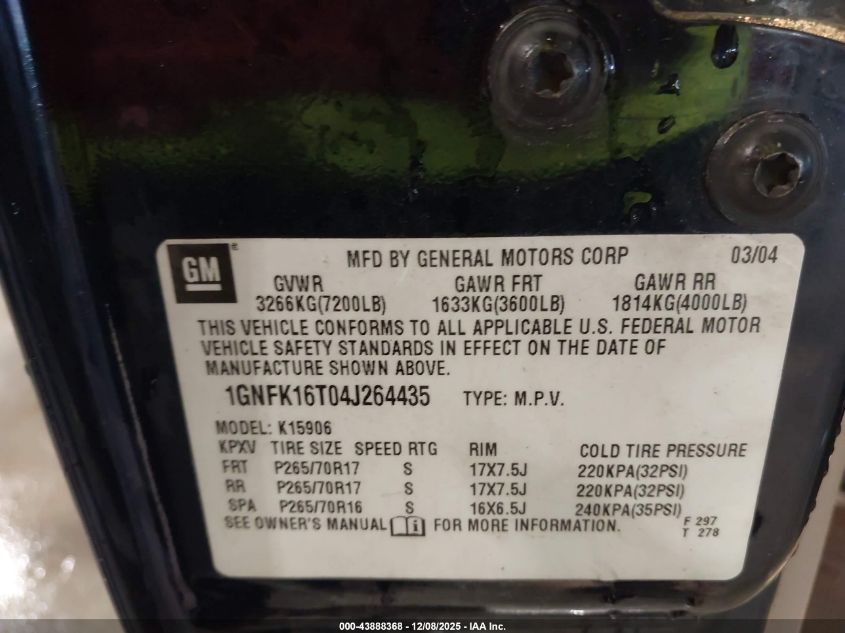 GM ®
MFD BY GENERAL MOTORS CORP 03/04
GVWR GAWR FRT GAWR RR
3266KG(7200LB) 1633KG(3600LB) 1814KG(4000LB)
THIS VEHICLE CONFORMS TO ALL APPLICABLE U.S. FEDERAL MOTOR
VEHICLE SAFETY STANDARDS IN EFFECT ON THE DATE OF
MANUFACTURE SHOWN ABOVE.
1GNFK16T04J264435 TYPE: M.P.V.
MODEL: K15906
KPXV TIRE SIZE SPEED RTG RIM COLD TIRE PRESSURE
FRT P265/70R17 S 17X7.5J 220KPA(32PSI)
RR P265/70R17 S 17X7.5J 220KPA(32PSI)
SPA P265/70R16 S 16X6.5J 240KPA(35PSI)
SEE OWNER'S MANUAL i FOR MORE INFORMATION.
F 297
T 278
000-43888368 - 12/08/2025 - IAA Inc.